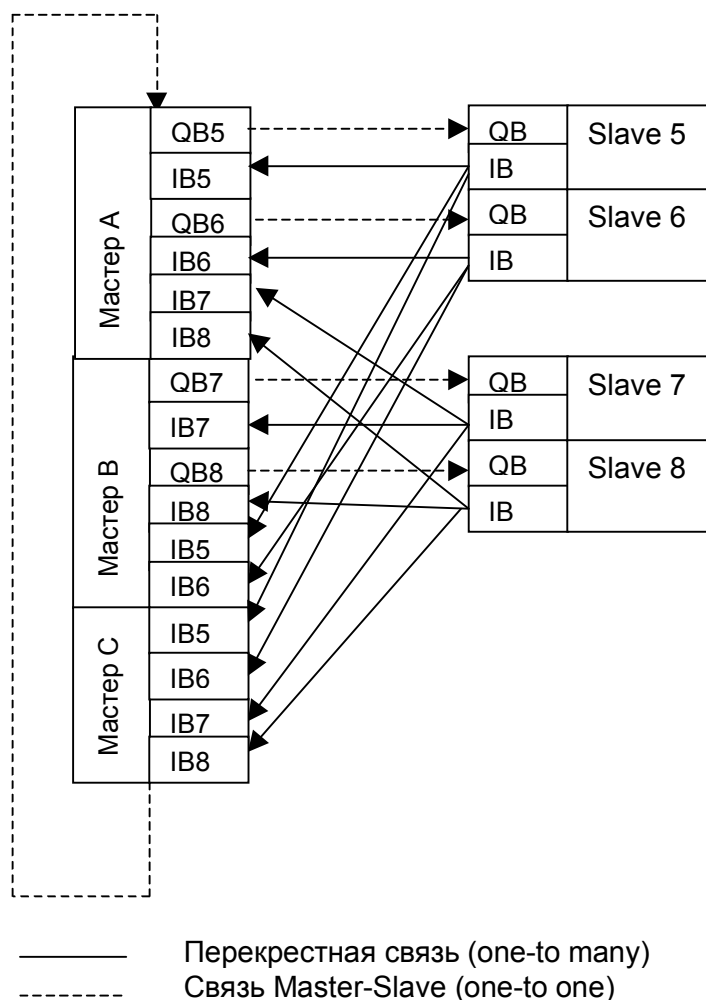 Мастер A
QB5
IB5
QB6
IB6
IB7
IB8
Мастер B
QB7
IB7
QB8
IB8
IB5
IB6
Мастер C
IB5
IB6
IB7
IB8
QB Slave 5
IB
QB Slave 6
IB
QB Slave 7
IB
QB Slave 8
IB
Перекрестная связь (one-to many)
Связь Master-Slave (one-to one)